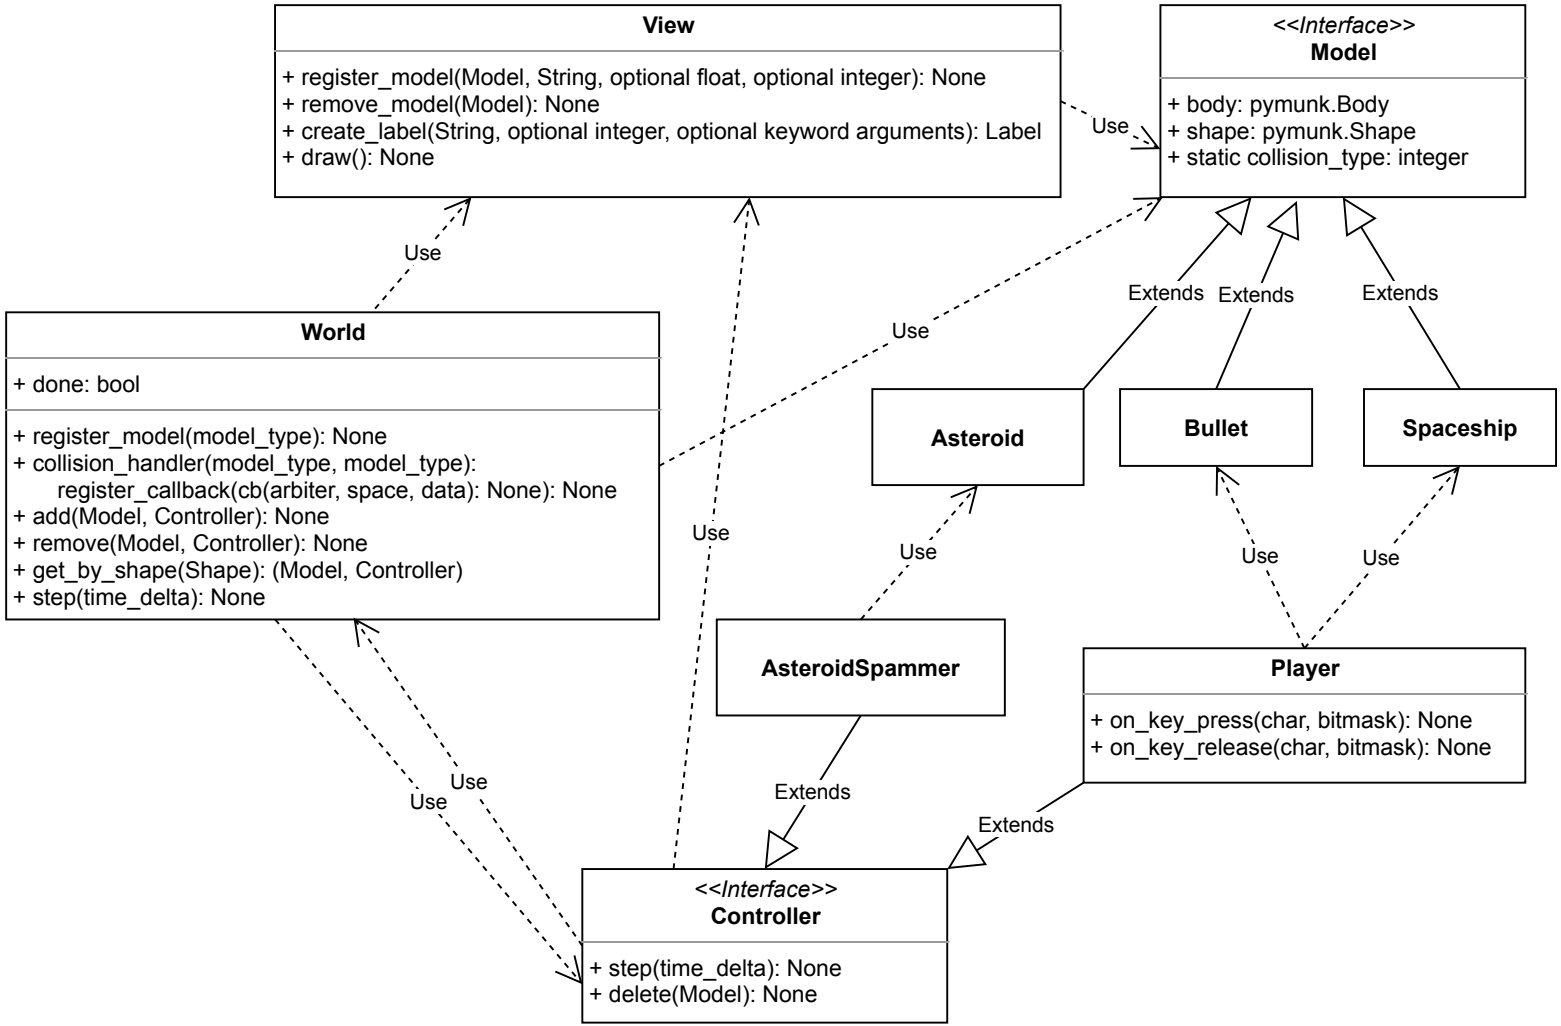 View
+ register_model(Model, String, optional float, optional integer): None
+ remove_model(Model): None
+ create_label(String, optional integer, optional keyword arguments): Label
+ draw(): None
<<Interface>>
Model
+ body: pymunk.Body
+ shape: pymunk.Shape
+ static collision_type: integer
Use
Use
Use
Extends
Extends
Extends
World
+ done: bool
+ register_model(model_type): None
+ collision_handler(model_type, model_type):
register_callback(cb(arbiter, space, data): None): None
+ add(Model, Controller): None
+ remove(Model, Controller): None
+ get_by_shape(Shape): (Model, Controller)
+ step(time_delta): None
Asteroid
Bullet
Spaceship
Use
Use
Use
Use
AsteroidSpammer
Player
+ on_key_press(char, bitmask): None
+ on_key_release(char, bitmask): None
Use
Use
Extends
Extends
<<Interface>>
Controller
+ step(time_delta): None
+ delete(Model): None